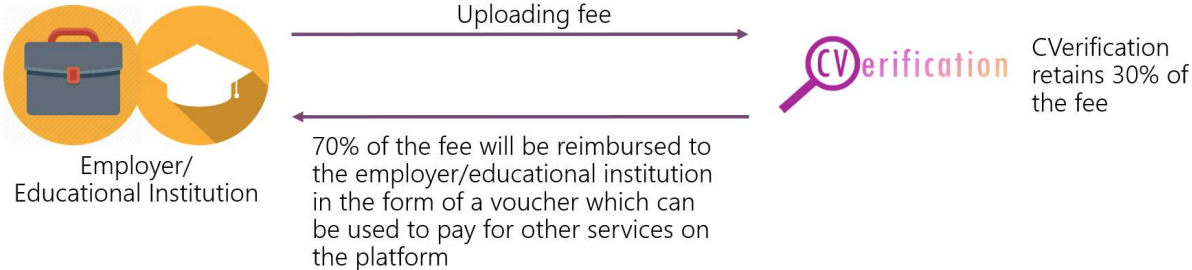 Uploading fee
CVerification
CVerification
retains 30% of
the fee
Employer/
Educational Institution
70% of the fee will be reimbursed to
the employer/educational institution
in the form of a voucher which can
be used to pay for other services on
the platform